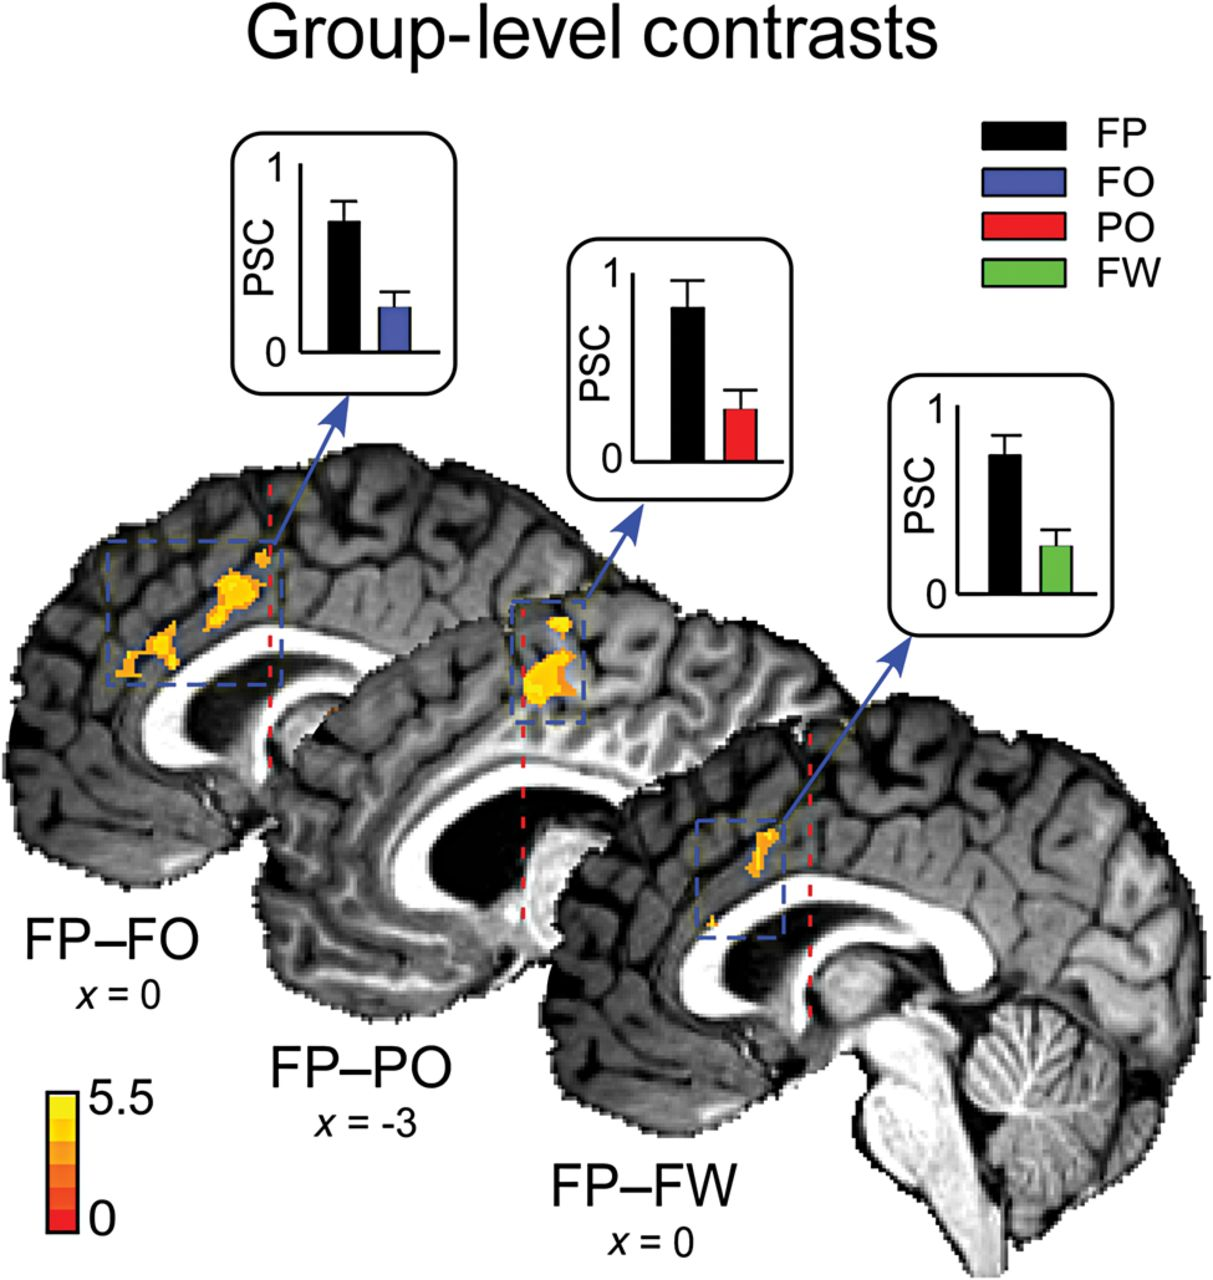 Group-level contrasts
FP
FO
PO
FW
1
PSC
0
1
PSC
0
1
PSC
0
FP–FO
x = 0
FP–PO
x = -3
FP–FW
x = 0
5.5
0